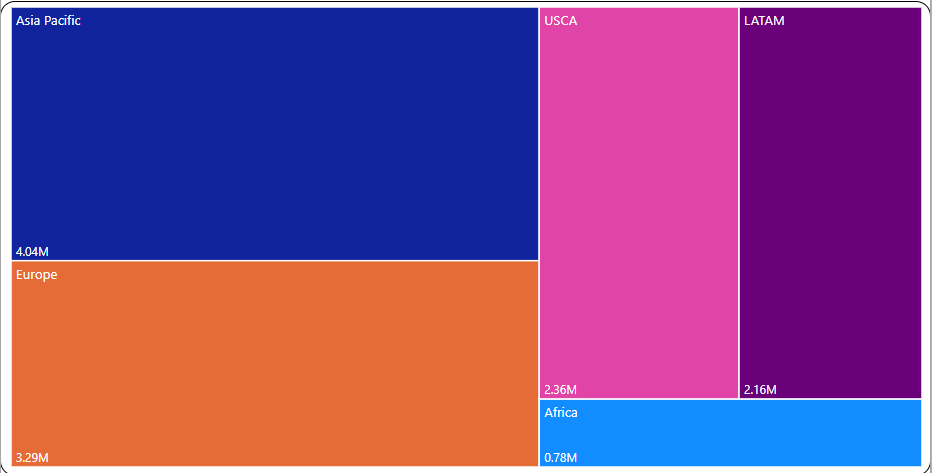 Asia Pacific
4.04M
Europe
3.29M
USCA
2.36M
LATAM
2.16M
Africa
0.78M